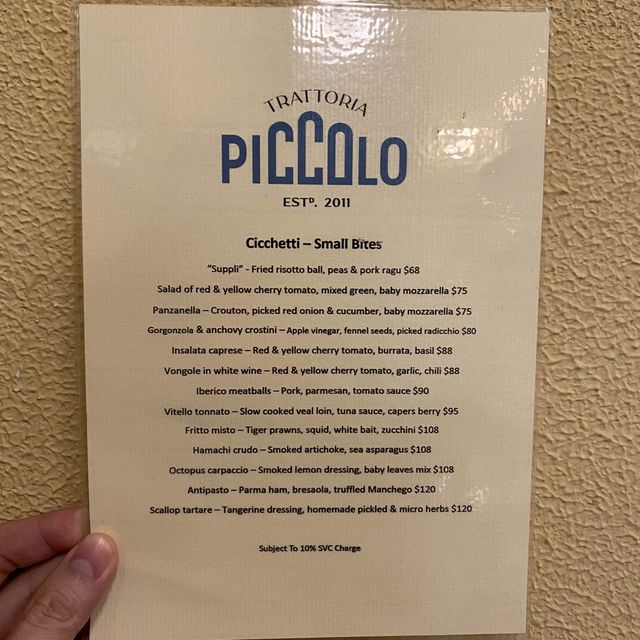 TRATTORIA
PICCOLO
ESTD. 2011
Cicchetti – Small Bites
“Suppli” - Fried risotto ball, peas & pork ragu $68
Salad of red & yellow cherry tomato, mixed green, baby mozzarella $75
Panzanella – Crouton, picked red onion & cucumber, baby mozzarella $75
Gorgonzola & anchovy crostini – Apple vinegar, fennel seeds, picked radicchio $80
Insalata caprese – Red & yellow cherry tomato, burrata, basil $88
Vongole in white wine – Red & yellow cherry tomato, garlic, chili $88
Iberico meatballs – Pork, parmesan, tomato sauce $90
Vitello tonnato – Slow cooked veal loin, tuna sauce, capers berry $95
Fritto misto – Tiger prawns, squid, white bait, zucchini $108
Hamachi crudo – Smoked artichoke, sea asparagus $108
Octopus carpaccio – Smoked lemon dressing, baby leaves mix $108
Antipasto – Parma ham, bresaola, truffled Manchego $120
Scallop tartare – Tangerine dressing, homemade pickled & micro herbs $120
Subject To 10% SVC Charge